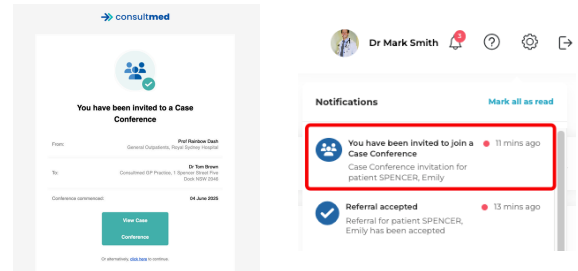 consultmed
You have been invited to a Case
Conference
From:
Prof Rainbow Dash
General Outpatients, Royal Sydney Hospital
To:
Dr Tom Brown
Consultmed GP Practice, 1 Spencer Street Five
Dock NSW 2046
Conference commenced:
04 June 2025
View Case
Conference
Or alternatively, click here to continue.
Dr Mark Smith
3
Notifications
Mark all as read
You have been invited to join a
Case Conference
11 mins ago
Case Conference invitation for
patient SPENCER, Emily
Referral accepted
13 mins ago
Referral for patient SPENCER,
Emily has been accepted